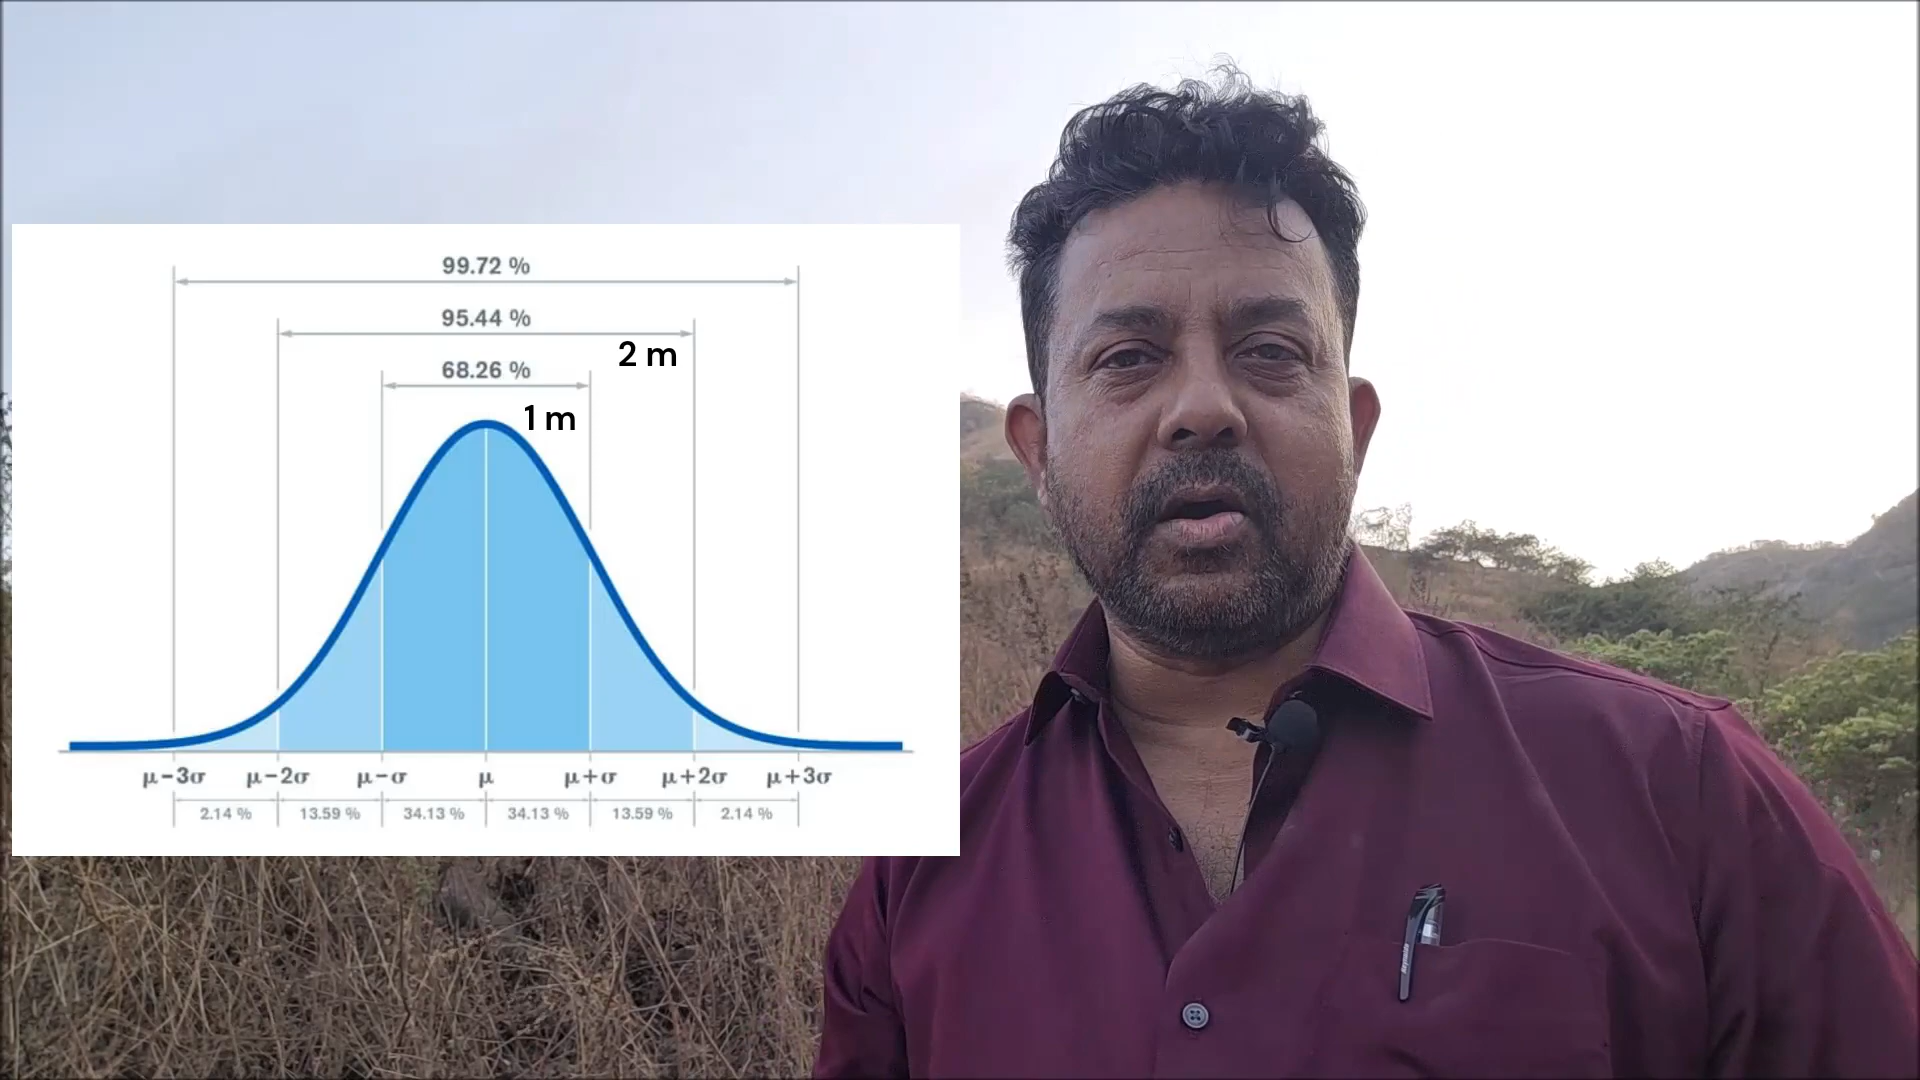 99.72 %
95.44 %
2 m
68.26 %
1 m
μ−3σ μ−2σ μ−σ μ μ+σ μ+2σ μ+3σ
2.14 % 13.59 % 34.13 % 34.13 % 13.59 % 2.14 %